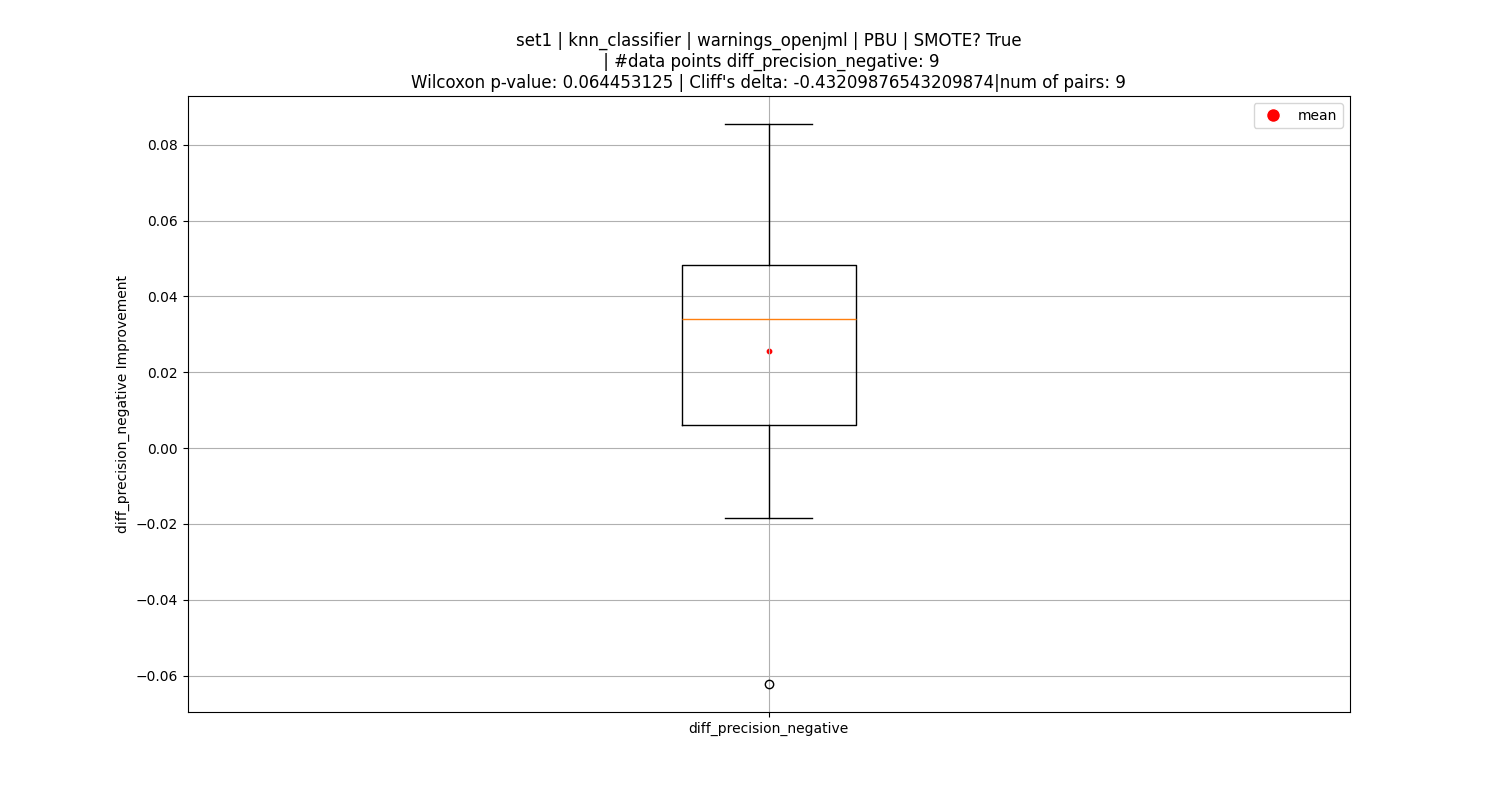 set1 | knn_classifier | warnings_openjml | PBU | SMOTE? True
| #data points diff_precision_negative: 9
Wilcoxon p-value: 0.064453125 | Cliff's delta: -0.43209876543209874|num of pairs: 9
mean
0.08
0.06
0.04
0.02
0.00
−0.02
−0.04
−0.06
diff_precision_negative Improvement
diff_precision_negative